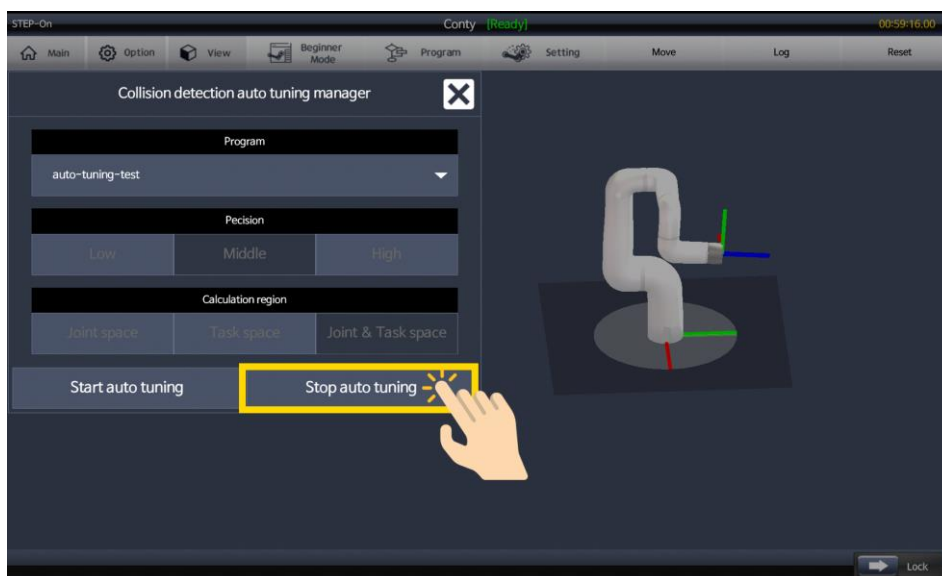 STEP-On
Conty [Ready]
00:59:16.00
Main
Option
View
Beginner
Mode
Program
Setting
Move
Log
Reset
Collision detection auto tuning manager
Program
auto-tuning-test
Pecision
Low
Middle
High
Calculation region
Joint space
Task space
Joint & Task space
Start auto tuning
Stop auto tuning
Lock